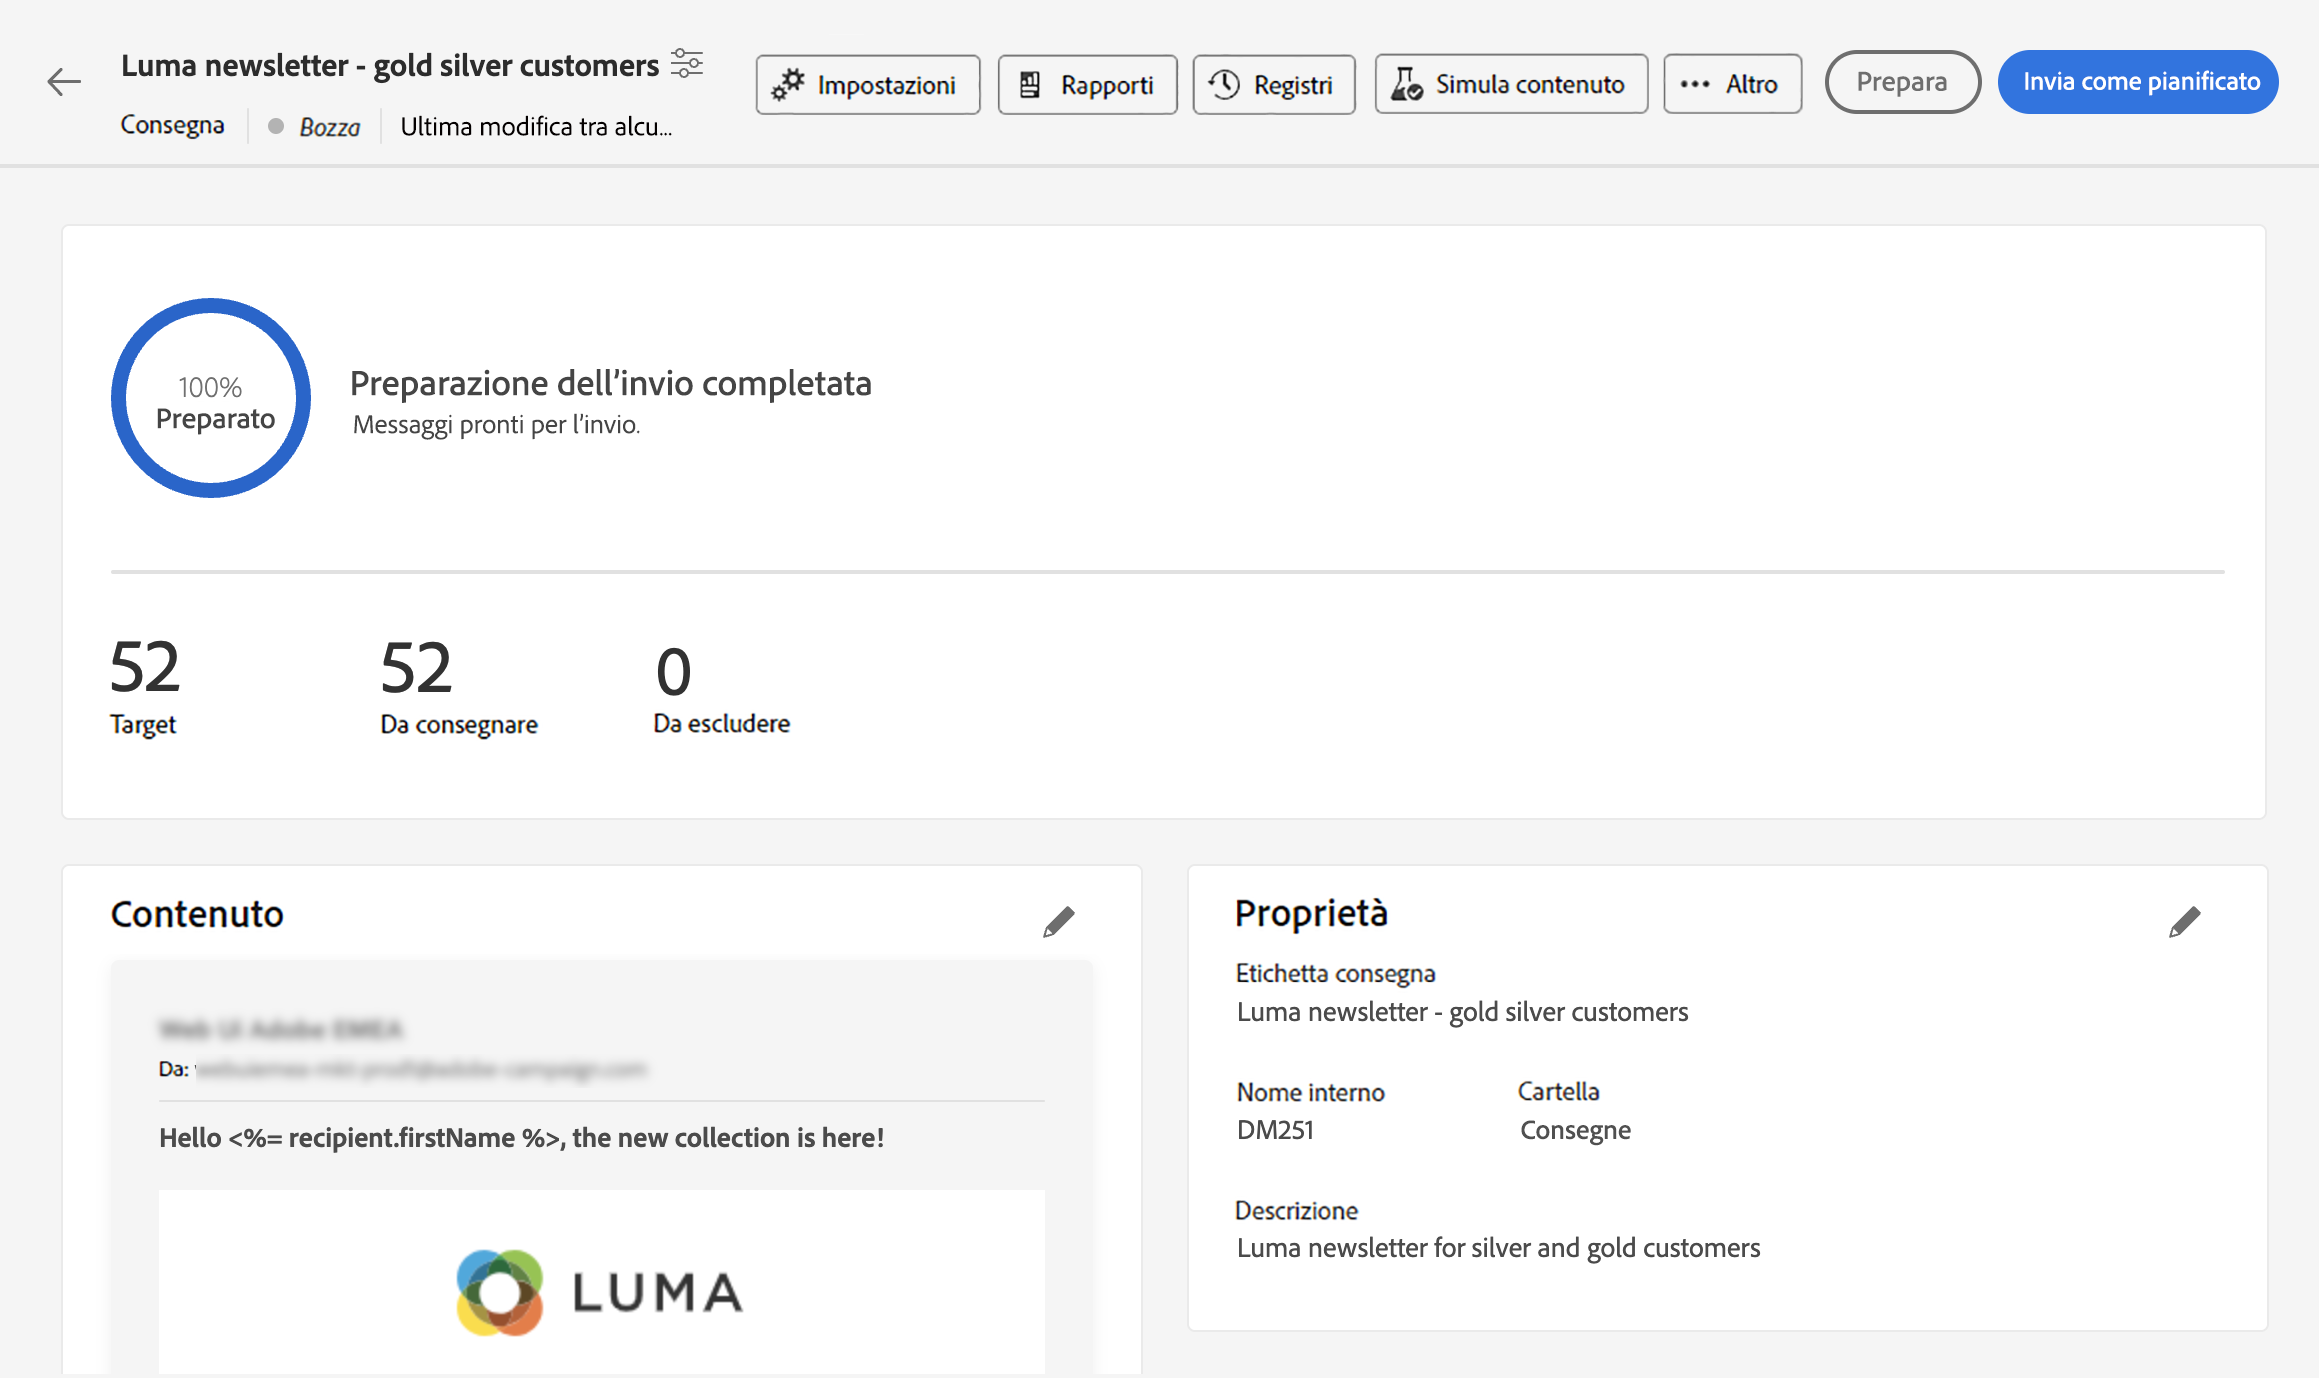 Luma newsletter - gold silver customers
Consegna
Bozza
Ultima modifica tra alcu...
Impostazioni
Rapporti
Registri
Simula contenuto
Altro
Prepara
Invia come pianificato
100%
Preparato
Preparazione dell'invio completata
Messaggi pronti per l'invio.
52
Target
52
Da consegnare
0
Da escludere
Contenuto
Da:
Hello <%= recipient.firstName %>, the new collection is here!
LUMA
Proprietà
Etichetta consegna
Luma newsletter - gold silver customers
Nome interno
DM251
Cartella
Consegne
Descrizione
Luma newsletter for silver and gold customers